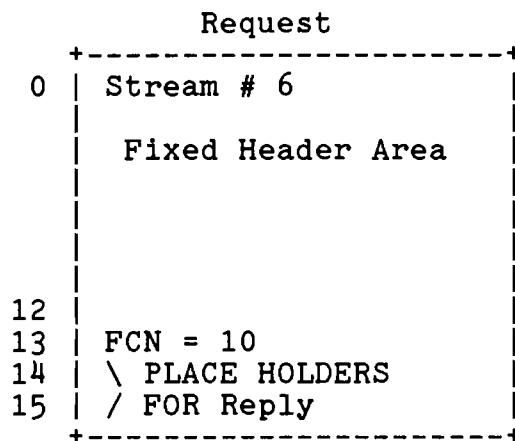 Request
0 Stream # 6
Fixed Header Area
12
13 FCN = 10
14 \ PLACE HOLDERS
15 / FOR Reply